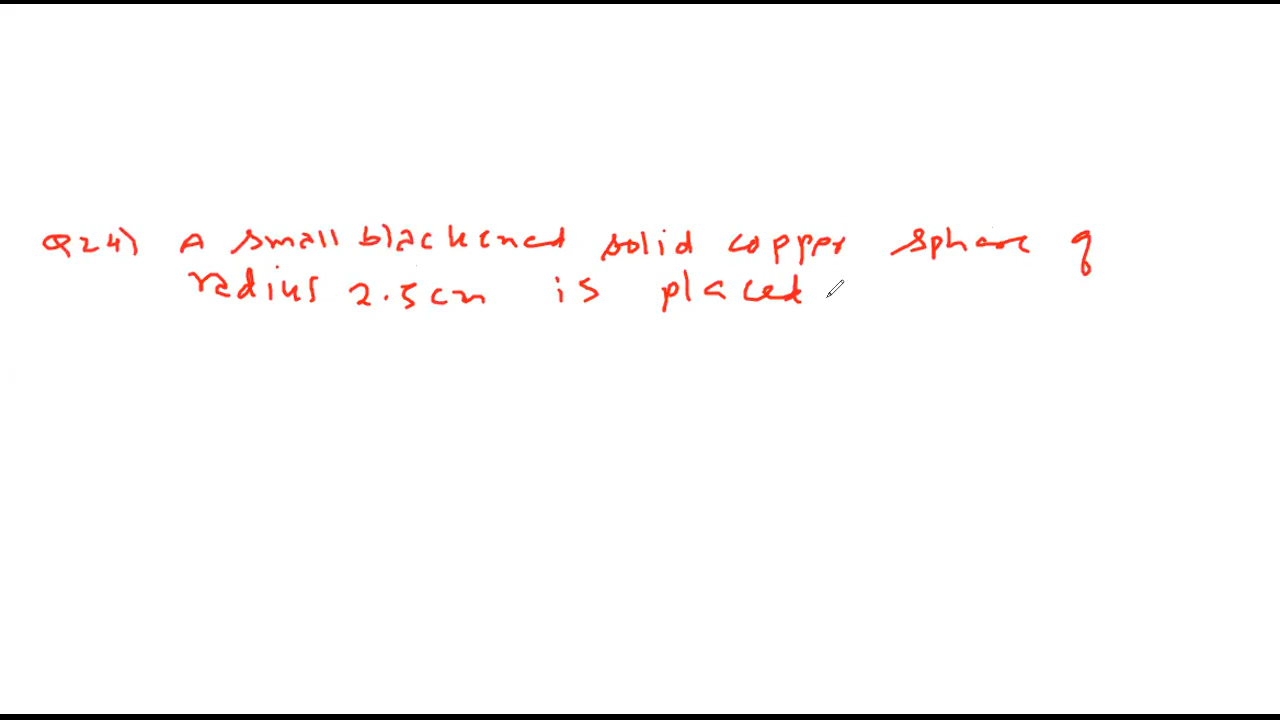 Q24) A small blackened solid copper sphere of
radius 2.5cm is placed